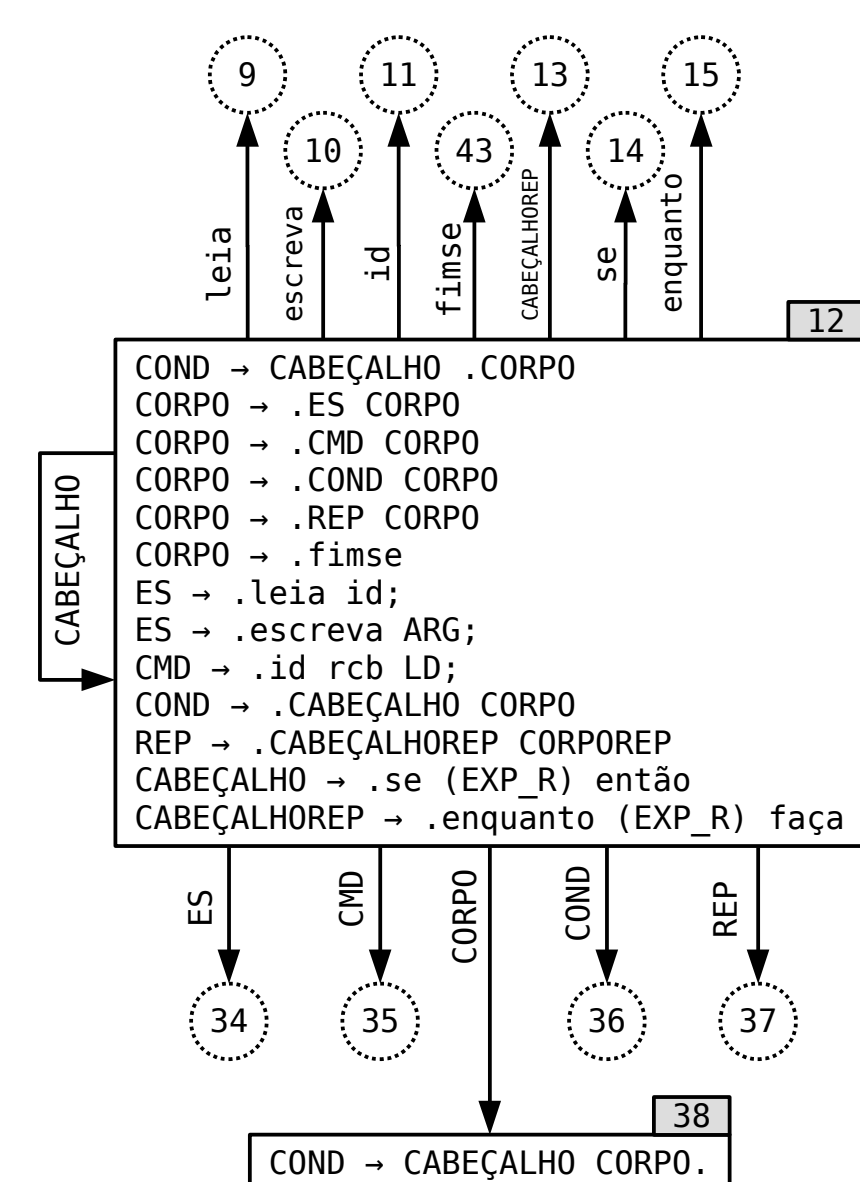 9
11
13
15
10
43
14
leia
escreva
id
fimse
CABEÇALHOREP
se
enquanto
12
COND → CABEÇALHO .CORPO
CORPO → .ES CORPO
CORPO → .CMD CORPO
CORPO → .COND CORPO
CORPO → .REP CORPO
CORPO → .fimse
ES → .leia id;
ES → .escreva ARG;
CMD → .id rcb LD;
COND → .CABEÇALHO CORPO
REP → .CABEÇALHOREP CORPOREP
CABEÇALHO → .se (EXP_R) então
CABEÇALHOREP → .enquanto (EXP_R) faça
CABEÇALHO
ES
CMD
CORPO
COND
REP
34
35
36
37
38
COND → CABEÇALHO CORPO.